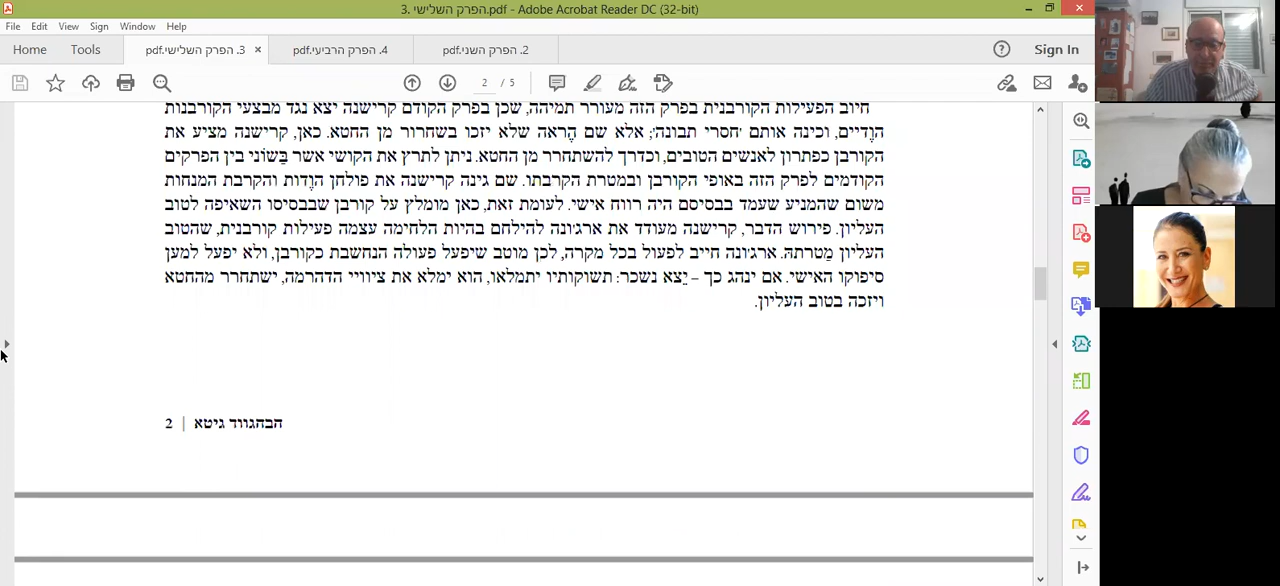 הפרק השלישי .3.pdf - Adobe Acrobat Reader DC (32-bit)
File Edit View Sign Window Help
Home Tools
3. הפרק השלישי.pdf ×
4. הפרק הרביעי.pdf
2. הפרק השני.pdf
Sign In
2 / 5
חיוב הפעילות הקורבנית בפרק הזה מעורר תמיהה, שכן בפרק הקודם קרישנה יצא נגד מבצעי הקורבנות
הוֶדיים, וכינה אותם 'חסרי תבונה'; אלא שם הֶראה שלא יזכו בשחרור מן החטא. כאן, קרישנה מציע את
הקורבן כפתרון לאנשים הטובים, וכדרך להשתחרר מן החטא. ניתן לתרץ את הקושי אשר בַּשּׂוֹני בין הפרקים
הקודמים לפרק הזה באופי הקורבן ובמטרת הקרבתו. שם גינה קרישנה את פולחן הוֶדות והקרבת המנחות
משום שהמניע שעמד בבסיסם היה רווח אישי. לעומת זאת, כאן מומלץ על קורבן שבבסיסו השאיפה לטוב
העליון. פירוש הדבר, קרישנה מעודד את ארג'ונה להילחם בהיות הלחימה עצמה פעילות קורבנית, שהטוב
העליון מַטרתהּ. ארג'ונה חייב לפעול בכל מקרה, לכן מוטב שיפעל פעולה הנחשבת כקורבן, ולא יפעל למען
סיפוקו האישי. אם ינהג כך – יֵצא נשכר: תשוקותיו יתמלאו, הוא ימלא את ציוויי הדהרמה, ישתחרר מהחטא
ויזכה בטוב העליון.
הבהגווד גיטא | 2